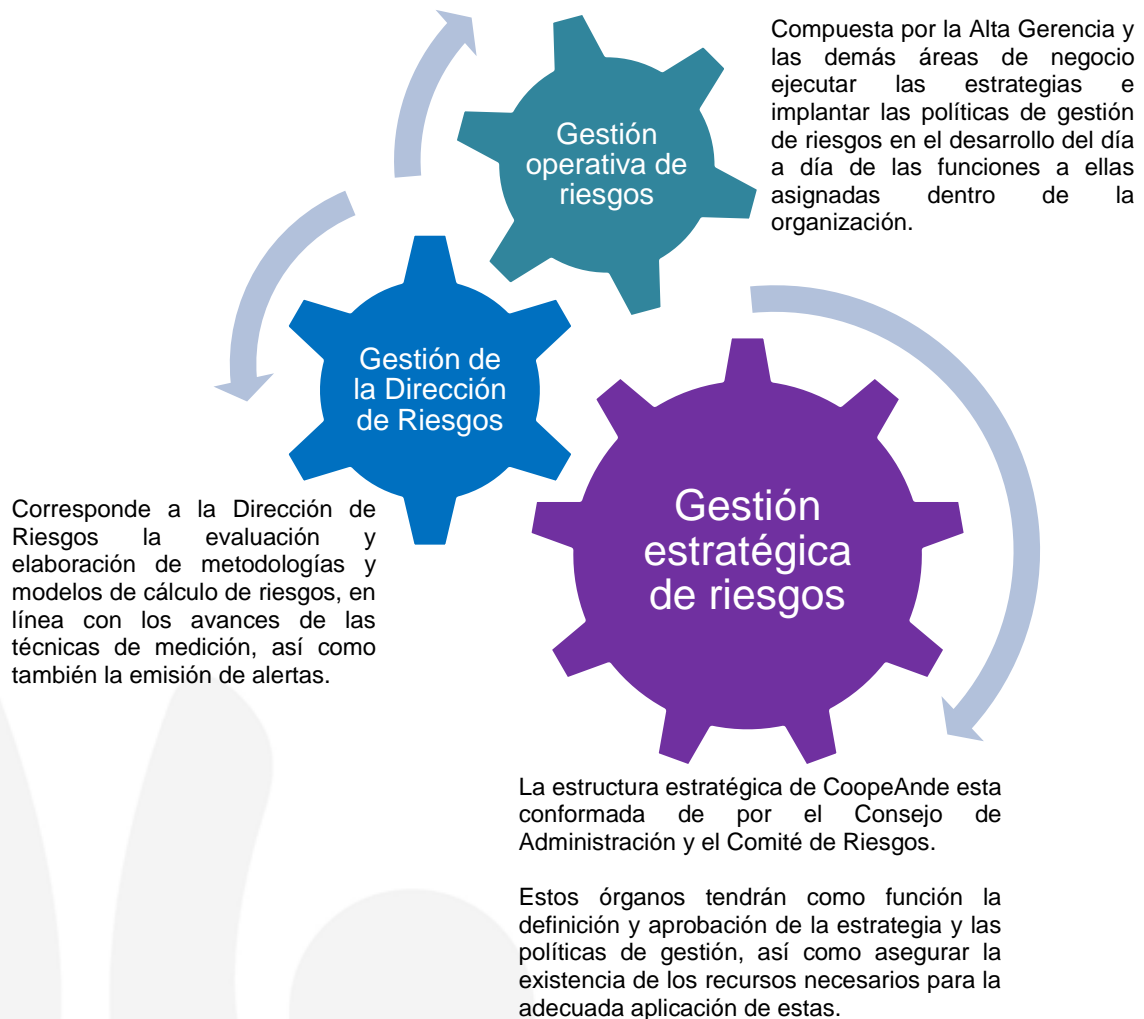 Compuesta por la Alta Gerencia y
las demás áreas de negocio
ejecutar las estrategias e
implantar las políticas de gestión
de riesgos en el desarrollo del día
a día de las funciones a ellas
asignadas dentro de la
organización.
Gestión
operativa de
riesgos
Gestión de
la Dirección
de Riesgos
Gestión
estratégica
de riesgos
Corresponde a la Dirección de
Riesgos la evaluación y
elaboración de metodologías y
modelos de cálculo de riesgos, en
línea con los avances de las
técnicas de medición, así como
también la emisión de alertas.
La estructura estratégica de CoopeAnde esta
conformada de por el Consejo de
Administración y el Comité de Riesgos.
Estos órganos tendrán como función la
definición y aprobación de la estrategia y las
políticas de gestión, así como asegurar la
existencia de los recursos necesarios para la
adecuada aplicación de estas.